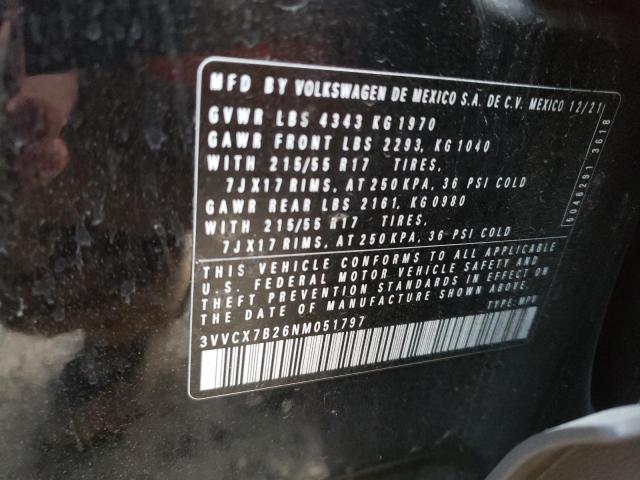 MFD BY VOLKSWAGEN DE MEXICO S.A. DE C.V. MEXICO 12/21
GVWR LBS 4343 KG 1970
GAWR FRONT LBS 2293, KG 1040
WITH 215/55 R17 TIRES,
7JX17 RIMS, AT 250 KPA, 36 PSI COLD
GAWR REAR LBS 2161, KG 0980
WITH 215/55 R17 TIRES,
7JX17 RIMS, AT 250 KPA, 36 PSI COLD
THIS VEHICLE CONFORMS TO ALL APPLICABLE
U.S. FEDERAL MOTOR VEHICLE SAFETY AND
THEFT PREVENTION STANDARDS IN EFFECT ON
THE DATE OF MANUFACTURE SHOWN ABOVE.
TYPE: MPV
3VVCX7B26NM051797
5046291 3618